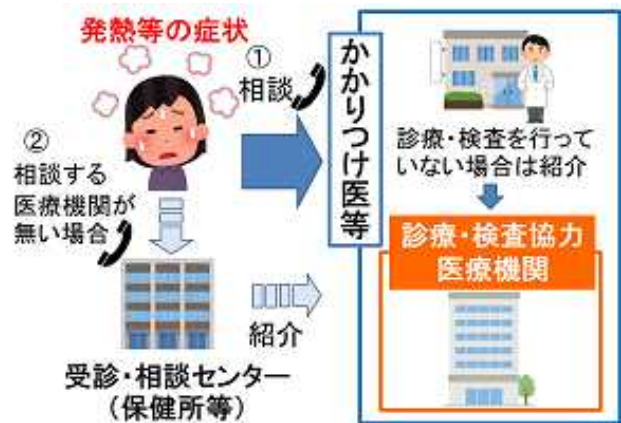 発熱等の症状
①
相談
かかりつけ医等
診療・検査を行って
いない場合は紹介
診療・検査協力
医療機関
②
相談する
医療機関が
無い場合
紹介
受診・相談センター
(保健所等)